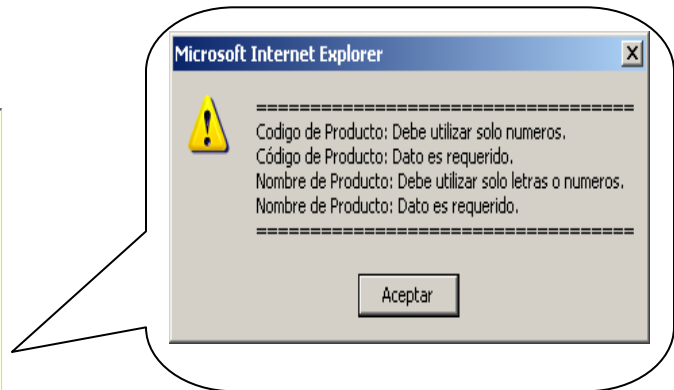 Microsoft Internet Explorer
===================================
Codigo de Producto: Debe utilizar solo numeros.
Código de Producto: Dato es requerido.
Nombre de Producto: Debe utilizar solo letras o numeros.
Nombre de Producto: Dato es requerido.
===================================
Aceptar